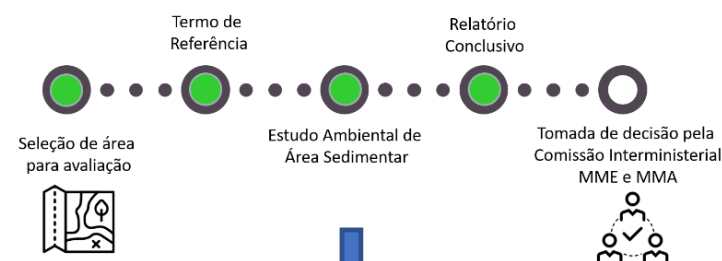 Termo de
Referência
Relatório
Conclusivo
Seleção de área
para avaliação
Estudo Ambiental de
Área Sedimentar
Tomada de decisão pela
Comissão Interministerial
MME e MMA